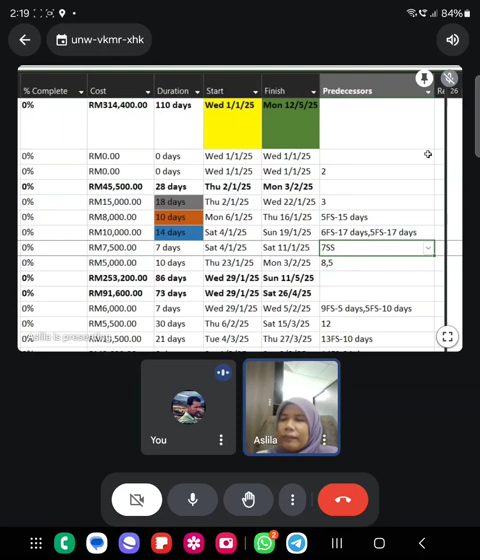 2:19 84%
unw-vkmr-xhk
% Complete Cost Duration Start Finish Predecessors Re 26
0% RM314,400.00 110 days Wed 1/1/25 Mon 12/5/25
0% RM0.00 0 days Wed 1/1/25 Wed 1/1/25
0% RM0.00 0 days Wed 1/1/25 Wed 1/1/25 2
0% RM45,500.00 28 days Thu 2/1/25 Mon 3/2/25
0% RM15,000.00 18 days Thu 2/1/25 Wed 22/1/25 3
0% RM8,000.00 10 days Mon 6/1/25 Thu 16/1/25 5FS-15 days
0% RM10,000.00 14 days Sat 4/1/25 Sun 19/1/25 6FS-17 days,5FS-17 days
0% RM7,500.00 7 days Sat 4/1/25 Sat 11/1/25 7SS
0% RM5,000.00 10 days Thu 23/1/25 Mon 3/2/25 8,5
0% RM253,200.00 86 days Wed 29/1/25 Sun 11/5/25
0% RM91,600.00 73 days Wed 29/1/25 Sat 26/4/25
0% RM6,000.00 7 days Wed 29/1/25 Wed 5/2/25 9FS-5 days,5FS-10 days
0% RM5,500.00 30 days Thu 6/2/25 Sat 15/3/25 12
21 days Tue 4/3/25 Thu 27/3/25 13FS-10 days
Aslila is
You
Aslila
2